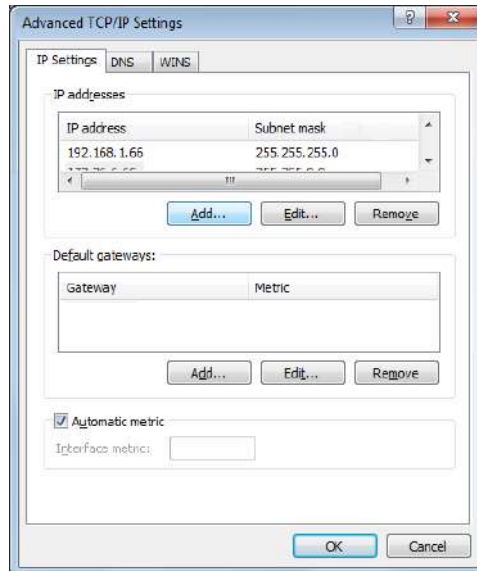 Advanced TCP/IP Settings
IP Settings DNS WINS
IP addresses
IP address Subnet mask
192.168.1.66 255.255.255.0
Add... Edit... Remove
Default gateways:
Gateway Metric
Add... Edit... Remove
Automatic metric
Interface metric:
OK Cancel